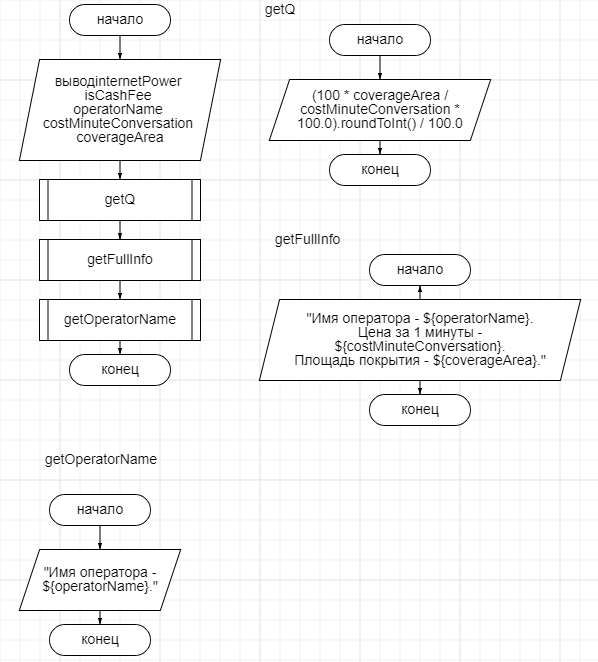 начало
выводinternetPower
isCashFee
operatorName
costMinuteConversation
coverageArea
getQ
getFullInfo
getOperatorName
конец
getQ
начало
(100 * coverageArea /
costMinuteConversation *
100.0).roundToInt() / 100.0
конец
getFullInfo
начало
"Имя оператора - ${operatorName}.
Цена за 1 минуты -
${costMinuteConversation}.
Площадь покрытия - ${coverageArea}."
конец
getOperatorName
начало
"Имя оператора -
${operatorName}."
конец